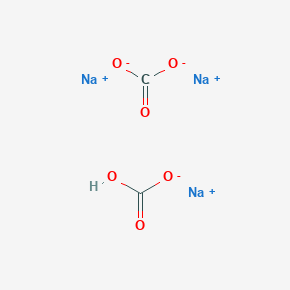 O - O -
Na + C Na +
O
O O -
H Na +
O